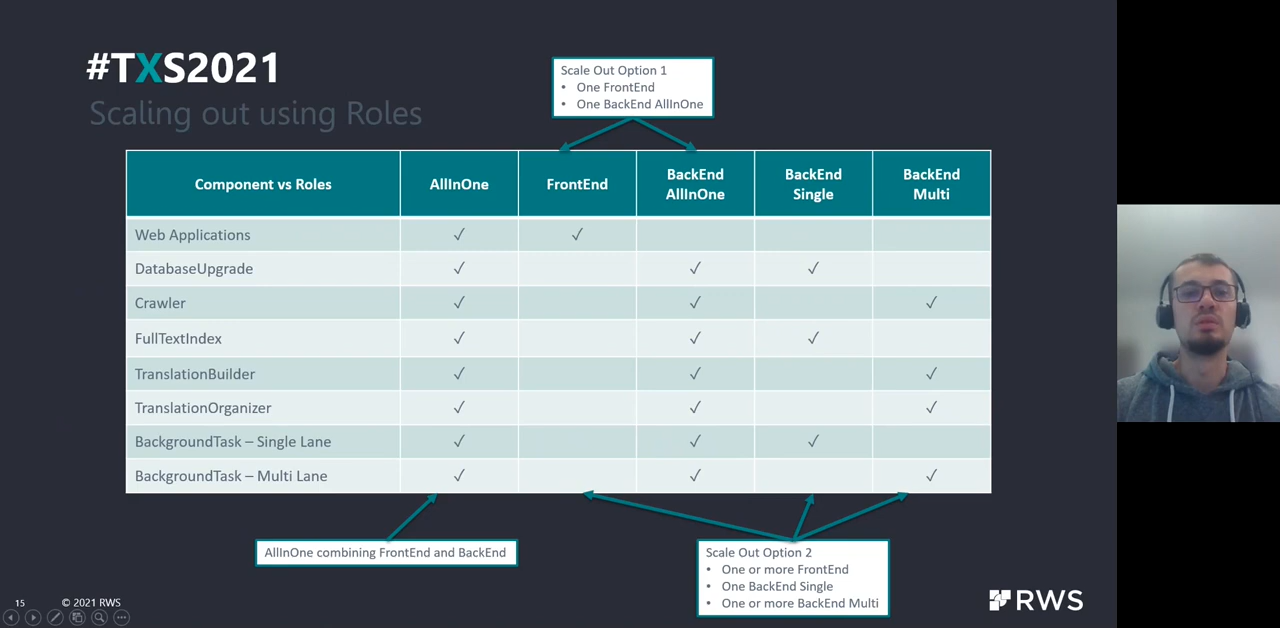 #TXS2021
Scaling out using Roles
Scale Out Option 1
• One FrontEnd
• One BackEnd AllInOne
Component vs Roles AllInOne FrontEnd BackEnd AllInOne BackEnd Single BackEnd Multi
Web Applications ✓ ✓
DatabaseUpgrade ✓ ✓ ✓
Crawler ✓ ✓ ✓
FullTextIndex ✓ ✓ ✓
TranslationBuilder ✓ ✓ ✓
TranslationOrganizer ✓ ✓ ✓
BackgroundTask – Single Lane ✓ ✓ ✓
BackgroundTask – Multi Lane ✓ ✓ ✓
AllInOne combining FrontEnd and BackEnd
Scale Out Option 2
• One or more FrontEnd
• One BackEnd Single
• One or more BackEnd Multi
15 © 2021 RWS
RWS